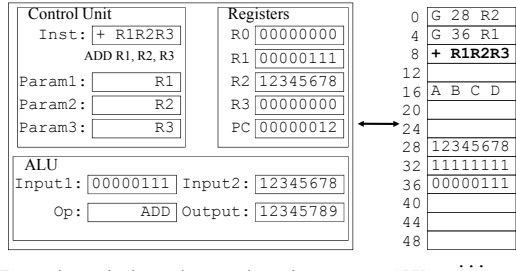 Control Unit
Inst: + R1R2R3
ADD R1, R2, R3
Param1: R1
Param2: R2
Param3: R3
Registers
R0 00000000
R1 00000111
R2 12345678
R3 00000000
PC 00000012
ALU
Input1: 00000111 Input2: 12345678
Op: ADD Output: 12345789
0 G 28 R2
4 G 36 R1
8 + R1R2R3
12
16 A B C D
20
24
28 12345678
32 11111111
36 00000111
40
44
48
...